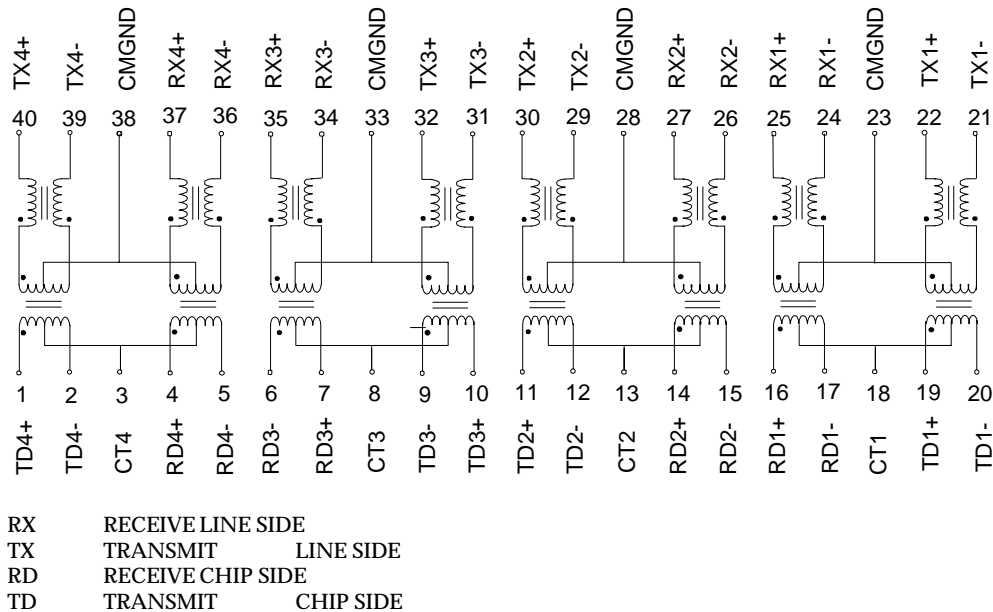 TX4+ TX4- CMGND RX4+ RX4- RX3+ RX3- CMGND TX3+ TX3- TX2+ TX2- CMGND RX2+ RX2- RX1+ RX1- CMGND TX1+ TX1-
40 39 38 37 36 35 34 33 32 31 30 29 28 27 26 25 24 23 22 21
1 2 3 4 5 6 7 8 9 10 11 12 13 14 15 16 17 18 19 20
TD4+ TD4- CT4 RD4+ RD4- RD3- RD3+ CT3 TD3- TD3+ TD2+ TD2- CT2 RD2+ RD2- RD1+ RD1- CT1 TD1+ TD1-
RX RECEIVE LINE SIDE
TX TRANSMIT LINE SIDE
RD RECEIVE CHIP SIDE
TD TRANSMIT CHIP SIDE